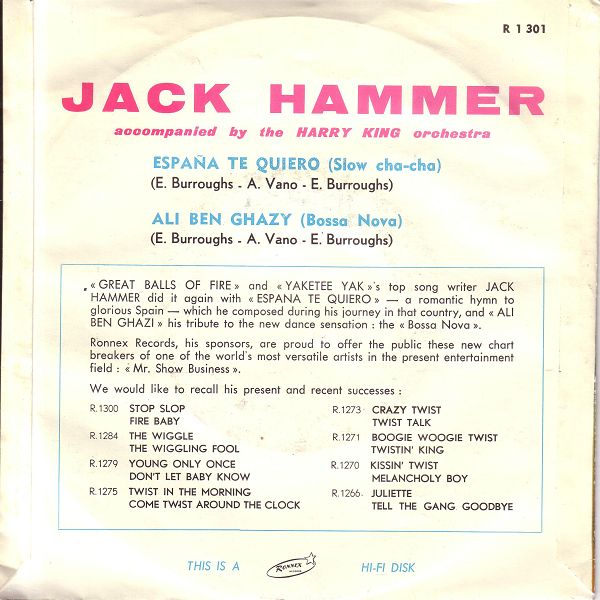 R 1 301
JACK HAMMER
accompanied by the HARRY KING orchestra
ESPAÑA TE QUIERO (Slow cha-cha)
(E. Burroughs - A. Vano - E. Burroughs)
ALI BEN GHAZY (Bossa Nova)
(E. Burroughs - A. Vano - E. Burroughs)
« GREAT BALLS OF FIRE » and « YAKETEE YAK »'s top song writer JACK
HAMMER did it again with « ESPANA TE QUIERO » — a romantic hymn to
glorious Spain — which he composed during his journey in that country, and « ALI
BEN GHAZI » his tribute to the new dance sensation : the « Bossa Nova ».
Ronnex Records, his sponsors, are proud to offer the public these new chart
breakers of one of the world's most versatile artists in the present entertainment
field : « Mr. Show Business ».
We would like to recall his present and recent successes :
R.1300 STOP SLOP
FIRE BABY
R.1284 THE WIGGLE
THE WIGGLING FOOL
R.1279 YOUNG ONLY ONCE
DON'T LET BABY KNOW
R.1275 TWIST IN THE MORNING
COME TWIST AROUND THE CLOCK
R.1273 CRAZY TWIST
TWIST TALK
R.1271 BOOGIE WOOGIE TWIST
TWISTIN' KING
R.1270 KISSIN' TWIST
MELANCHOLY BOY
R.1266 JULIETTE
TELL THE GANG GOODBYE
THIS IS A RONNEX HI-FI DISK